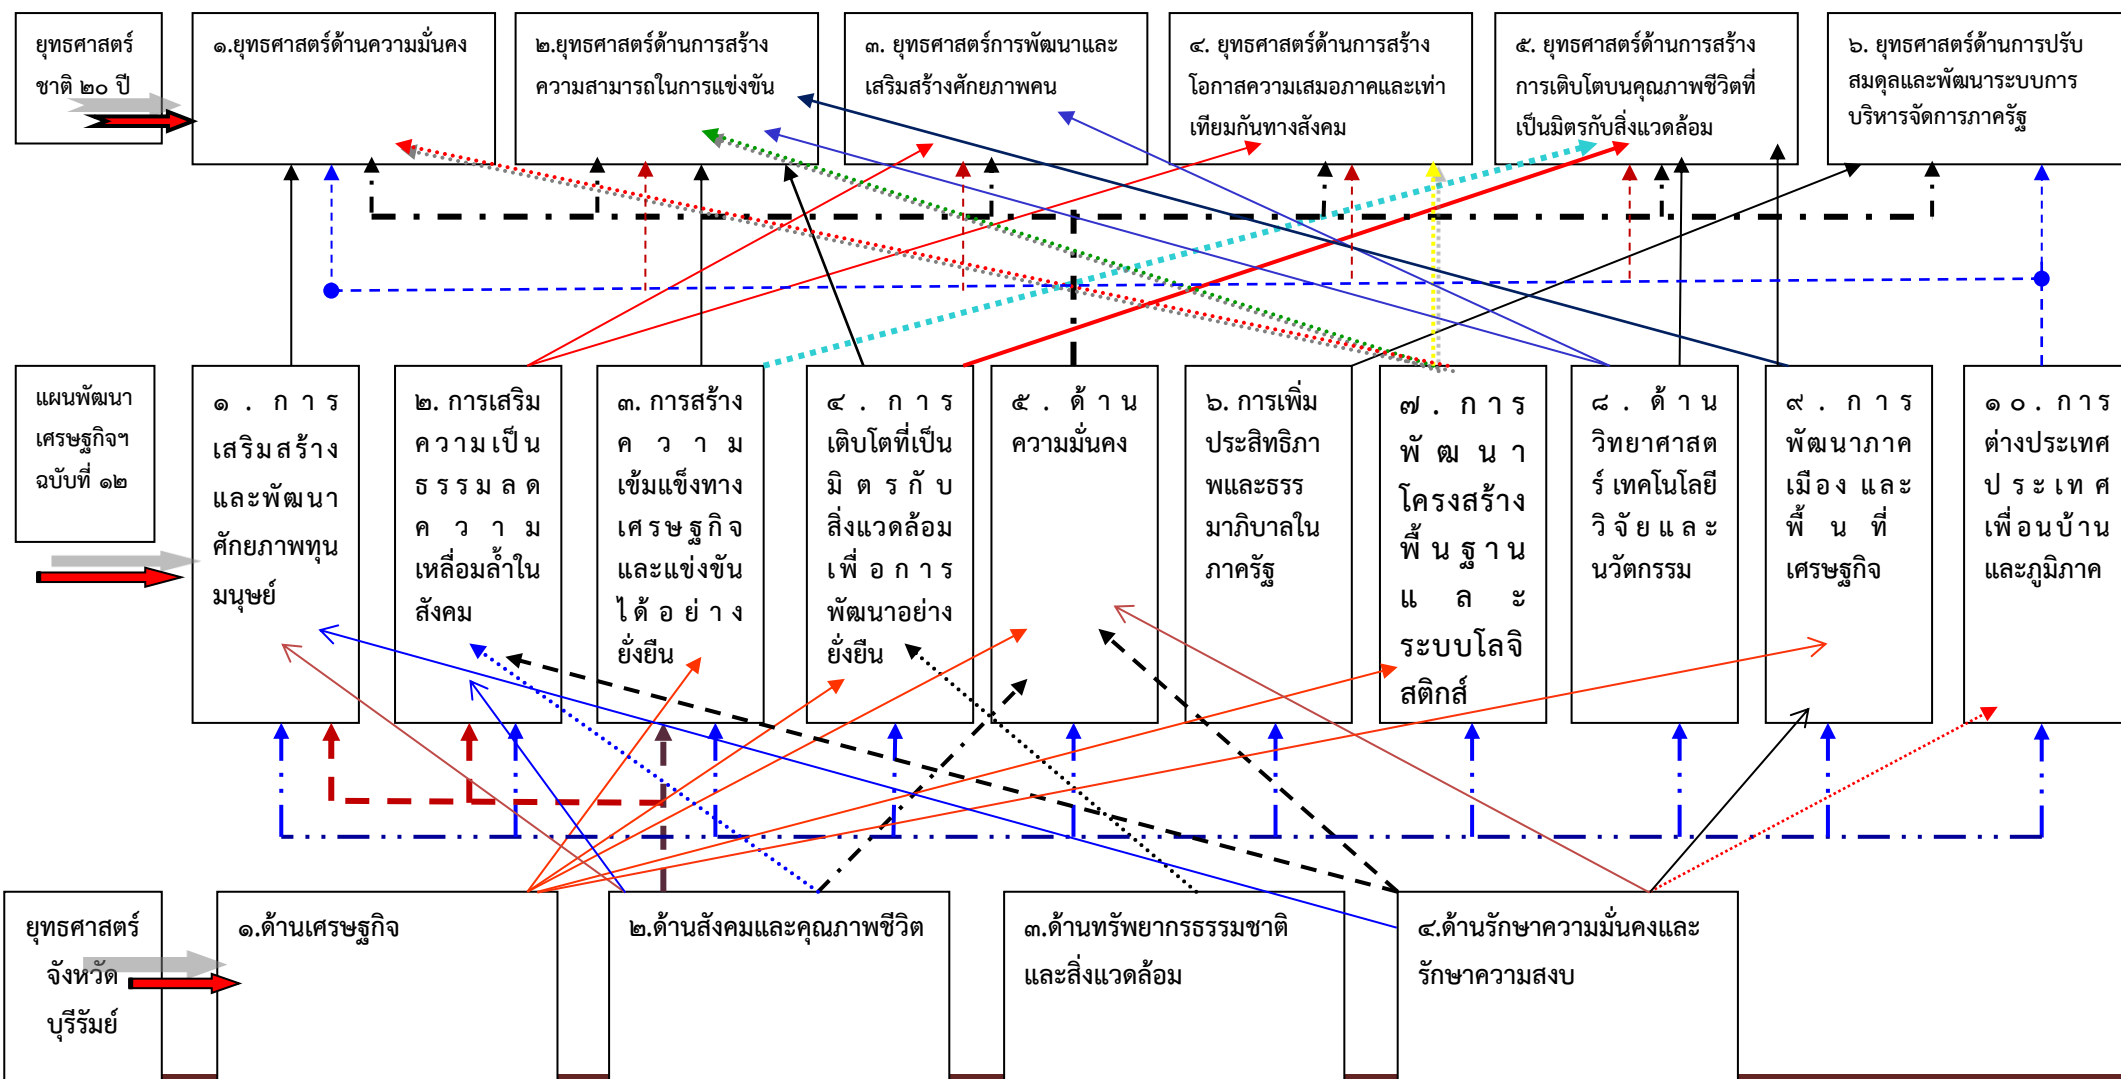 ยุทธศาสตร์
ชาติ ๒๐ ปี
๑.ยุทธศาสตร์ด้านความมั่นคง
๒.ยุทธศาสตร์ด้านการสร้าง
ความสามารถในการแข่งขัน
๓. ยุทธศาสตร์การพัฒนาและ
เสริมสร้างศักยภาพคน
๔. ยุทธศาสตร์ด้านการสร้าง
โอกาสความเสมอภาคและเท่า
เทียมกันทางสังคม
๕. ยุทธศาสตร์ด้านการสร้าง
การเติบโตบนคุณภาพชีวิตที่
เป็นมิตรกับสิ่งแวดล้อม
๖. ยุทธศาสตร์ด้านการปรับ
สมดุลและพัฒนาระบบการ
บริหารจัดการภาครัฐ
แผนพัฒนา
เศรษฐกิจฯ
ฉบับที่ ๑๒
๑. การ
เสริมสร้าง
และพัฒนา
ศักยภาพทุน
มนุษย์
๒. การเสริม
ความเป็น
ธรรมลด
ความ
เหลื่อมล้ำใน
สังคม
๓. การสร้าง
ความ
เข้มแข็งทาง
เศรษฐกิจ
และแข่งขัน
ได้อย่าง
ยั่งยืน
๔. การ
เติบโตที่เป็น
มิตรกับ
สิ่งแวดล้อม
เพื่อการ
พัฒนาอย่าง
ยั่งยืน
๕. ด้าน
ความมั่นคง
๖. การเพิ่ม
ประสิทธิภา
พและธรร
มาภิบาลใน
ภาครัฐ
๗. การ
พัฒนา
โครงสร้าง
พื้นฐาน
และ
ระบบโลจิ
สติกส์
๘. ด้าน
วิทยาศาสต
ร์ เทคโนโลยี
วิจัยและ
นวัตกรรม
๙. การ
พัฒนาภาค
เมือง และ
พื้นที่
เศรษฐกิจ
๑๐. การ
ต่างประเทศ
ประเทศ
เพื่อนบ้าน
และภูมิภาค
ยุทธศาสตร์
จังหวัด
บุรีรัมย์
๑.ด้านเศรษฐกิจ
๒.ด้านสังคมและคุณภาพชีวิต
๓.ด้านทรัพยากรธรรมชาติ
และสิ่งแวดล้อม
๔.ด้านรักษาความมั่นคงและ
รักษาความสงบ